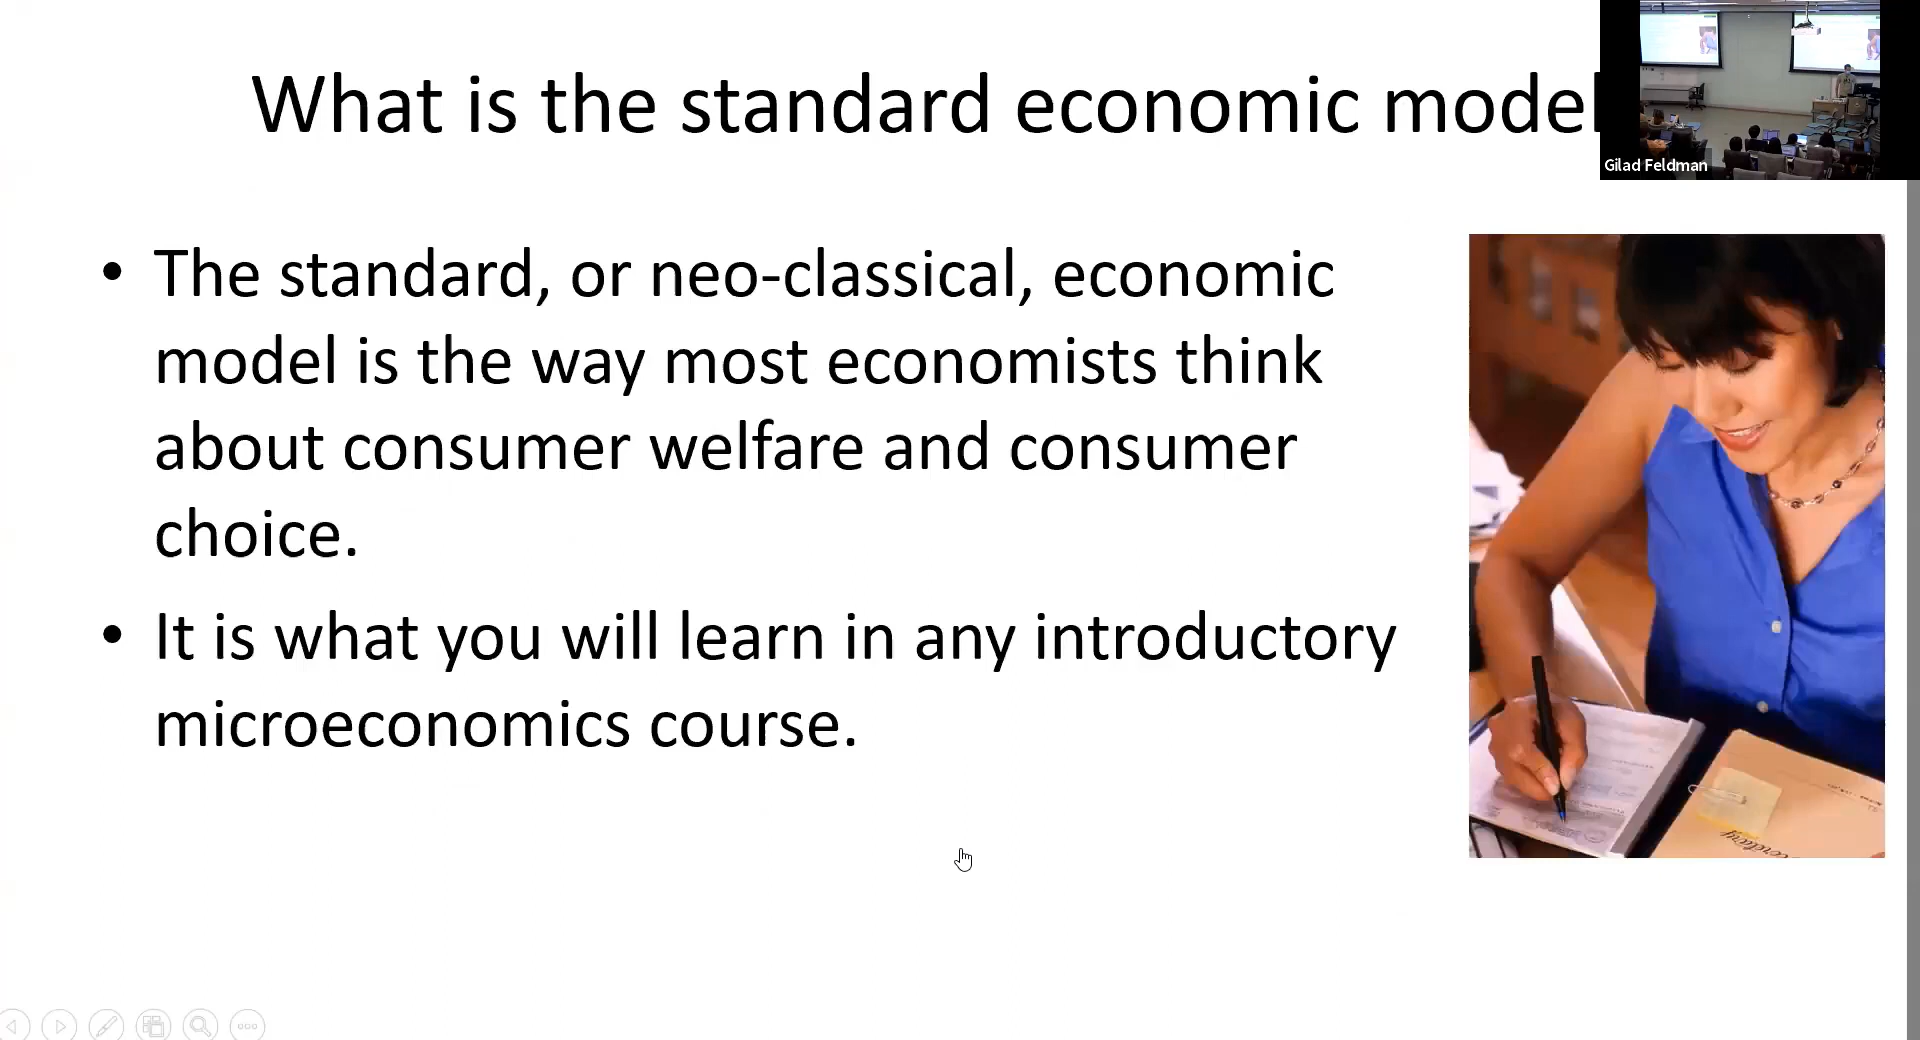 What is the standard economic model
Gilad Feldman
• The standard, or neo-classical, economic
model is the way most economists think
about consumer welfare and consumer
choice.
• It is what you will learn in any introductory
microeconomics course.